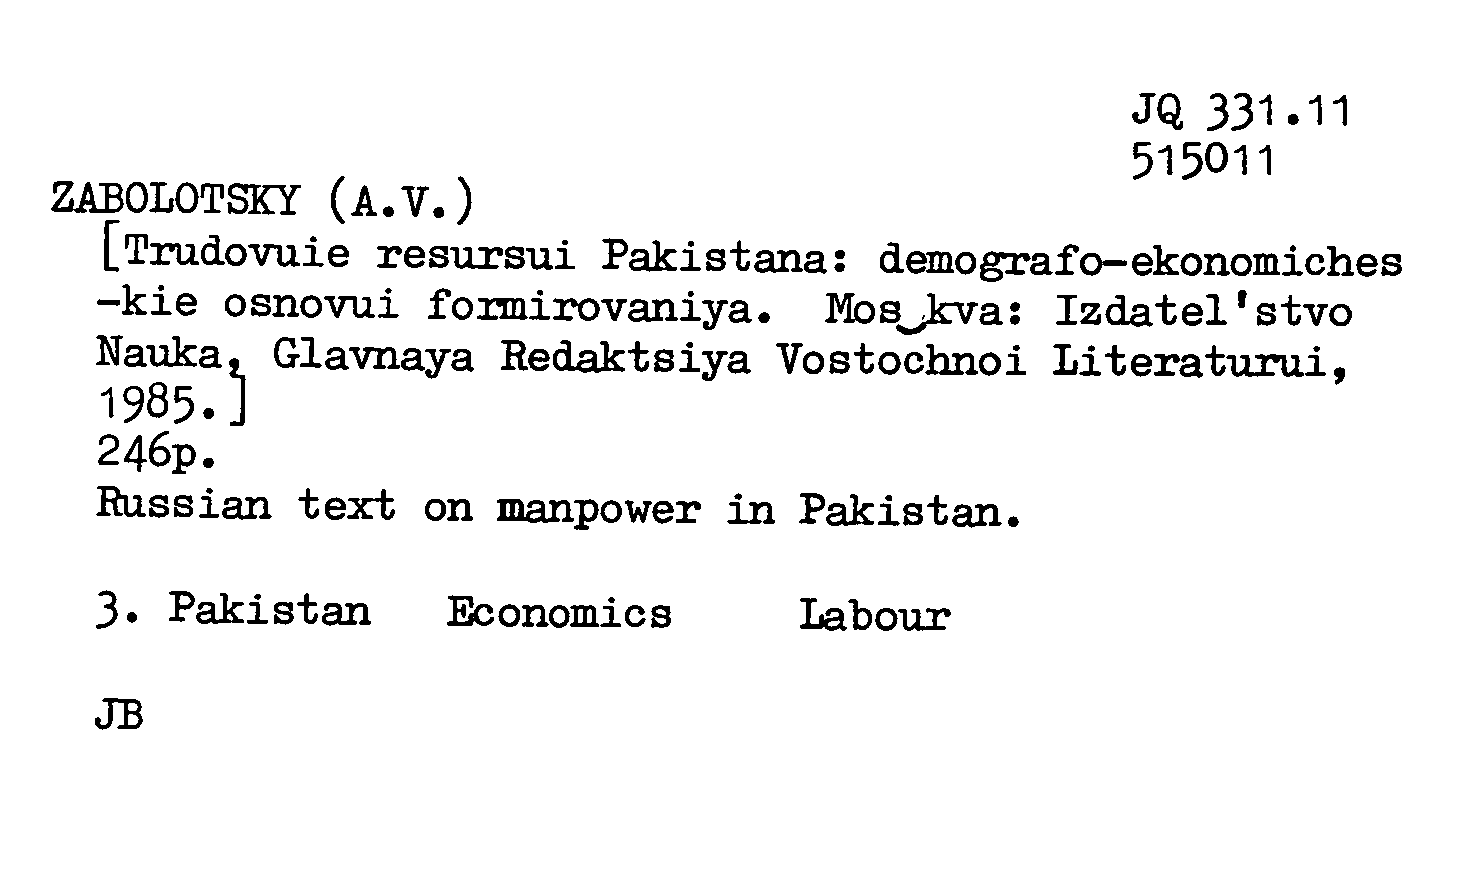 JQ 331.11
515011
ZABOLOTSKY (A.V.)
[Trudovuie resursui Pakistana: demografo-ekonomiches
-kie osnovui formirovaniya. Moskva: Izdatel'stvo
Nauka, Glavnaya Redaktsiya Vostochnoi Literaturui,
1985.]
246p.
Russian text on manpower in Pakistan.
3. Pakistan Economics Labour
JB